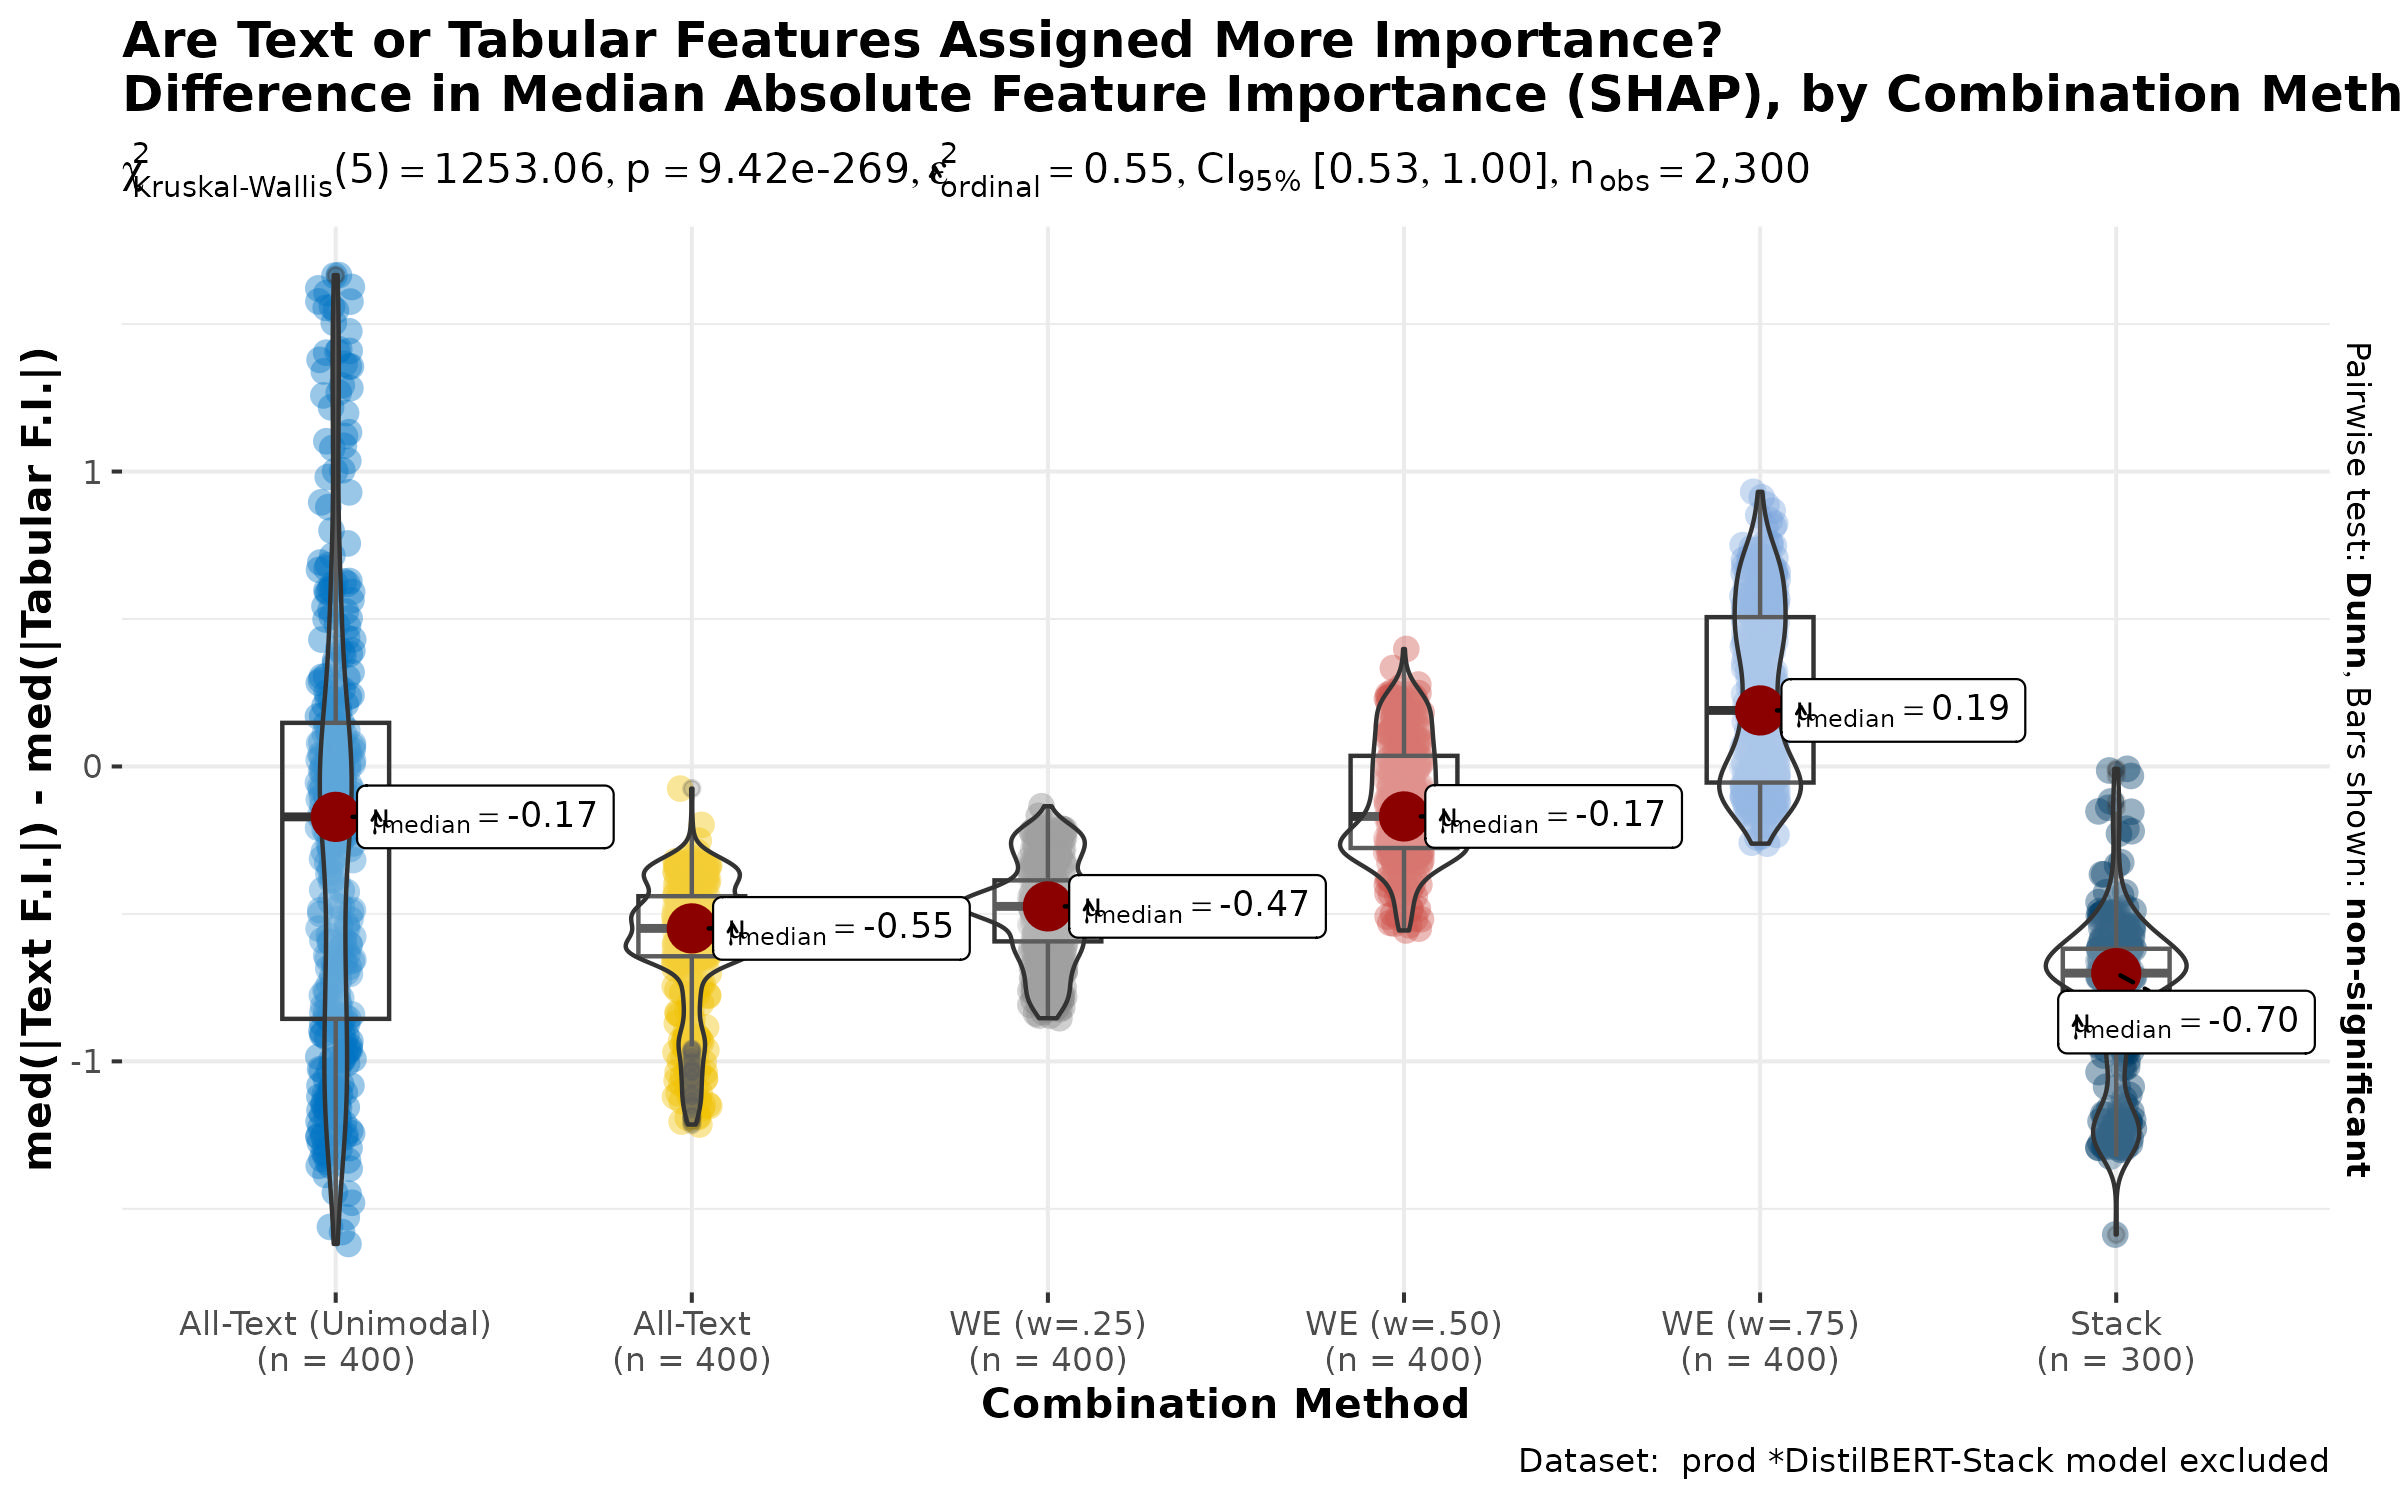 Are Text or Tabular Features Assigned More Importance?
Difference in Median Absolute Feature Importance (SHAP), by Combination Meth
χ²Kruskal-Wallis(5) = 1253.06, p = 9.42e-269, ε̂²ordinal = 0.55, CI95% [0.53, 1.00], nobs = 2,300
med(|Text F.I.|) - med(|Tabular F.I.|)
1
0
-1
μ̂median = -0.17
μ̂median = -0.55
μ̂median = -0.47
μ̂median = -0.17
μ̂median = 0.19
μ̂median = -0.70
Pairwise test: Dunn, Bars shown: non-significant
All-Text (Unimodal)
(n = 400)
All-Text
(n = 400)
WE (w=.25)
(n = 400)
WE (w=.50)
(n = 400)
WE (w=.75)
(n = 400)
Stack
(n = 300)
Combination Method
Dataset: prod *DistilBERT-Stack model excluded